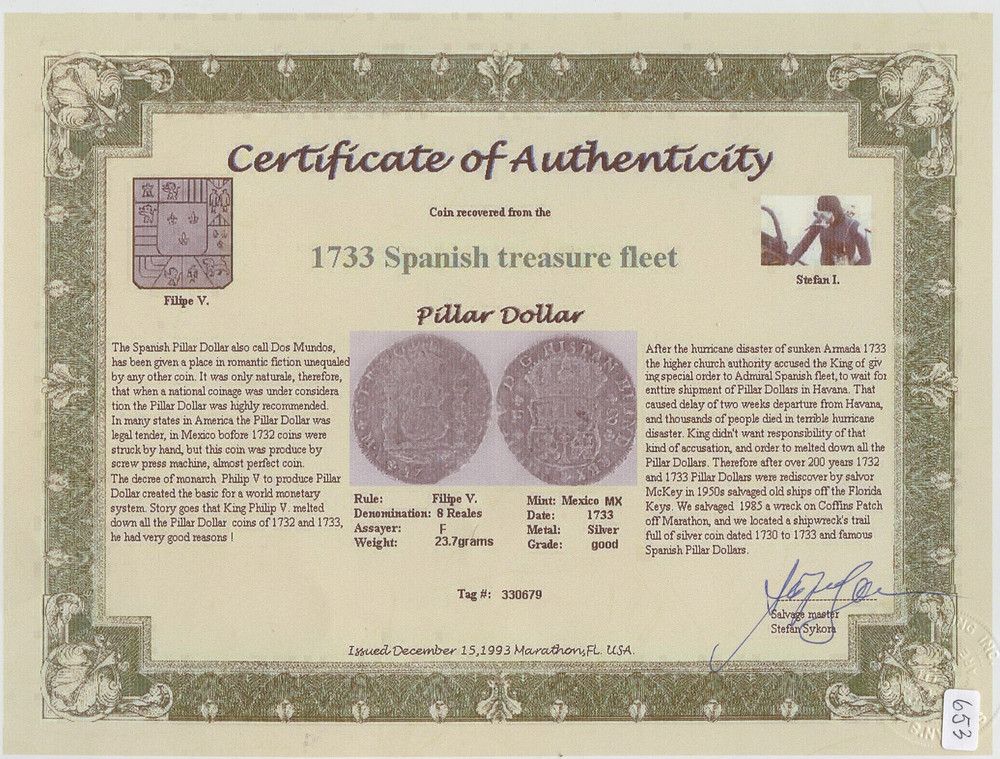 Certificate of Authenticity
Coin recovered from the
1733 Spanish treasure fleet
Filipe V.
Stefan I.
Pillar Dollar
The Spanish Pillar Dollar also call Dos Mundos,
has been given a place in romantic fiction unequaled
by any other coin. It was only naturale, therefore,
that when a national coinage was under considera
tion the Pillar Dollar was highly recommended.
In many states in America the Pillar Dollar was
legal tender, in Mexico bofore 1732 coins were
struck by hand, but this coin was produce by
screw press machine, almost perfect coin.
The decree of monarch Philip V to produce Pillar
Dollar created the basic for a world monetary
system. Story goes that King Philip V. melted
down all the Pillar Dollar coins of 1732 and 1733,
he had very good reasons !
Rule: Filipe V.
Denomination: 8 Reales
Assayer: F
Weight: 23.7grams
Mint: Mexico MX
Date: 1733
Metal: Silver
Grade: good
After the hurricane disaster of sunken Armada 1733
the higher church authority accused the King of giv
ing special order to Admiral Spanish fleet, to wait for
enttire shipment of Pillar Dollars in Havana. That
caused delay of two weeks departure from Havana,
and thousands of people died in terrible hurricane
disaster. King didn't want responsibility of that
kind of accusation, and order to melted down all the
Pillar Dollars. Therefore after over 200 years 1732
and 1733 Pillar Dollars were rediscover by salvor
McKey in 1950s salvaged old ships off the Florida
Keys. We salvaged 1985 a wreck on Coffins Patch
off Marathon, and we located a shipwreck's trail
full of silver coin dated 1730 to 1733 and famous
Spanish Pillar Dollars.
Tag #: 330679
Salvage master
Stefan Sykora
Issued December 15,1993 Marathon,FL. USA.
653